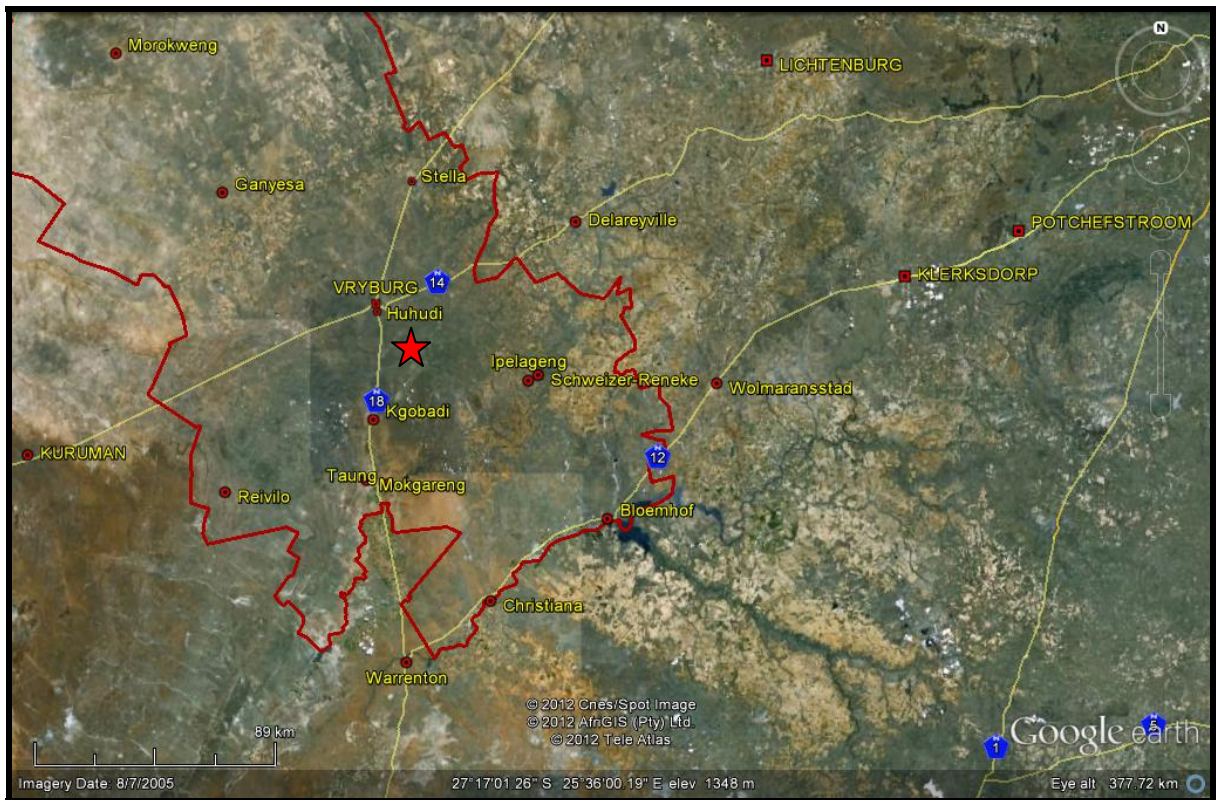 N
Morokweng
LICHTENBURG
Stella
Ganyesa
Delareyville
POTCHEFSTROOM
KLERKSDORP
N
14
VRYBURG
Huhudi
Ipelageng
Schweizer-Reneke
Wolmaransstad
N
18
Kgobadi
KURUMAN
N
12
Taung
Mokgareng
Reivilo
Bloemhof
Christiana
Warrenton
© 2012 Cnes/Spot Image
© 2012 AfriGIS (Pty) Ltd.
© 2012 Tele Atlas
89 km
N
1
Google earth
N
5
Imagery Date: 8/7/2005
27°17'01.26" S 25°36'00.19" E elev 1348 m
Eye alt 377.72 km